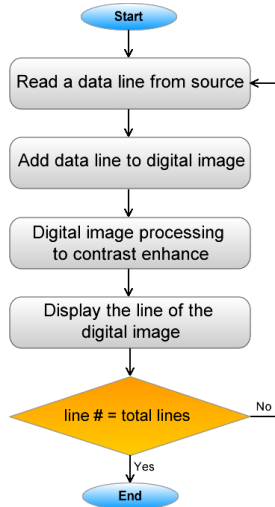 Start
Read a data line from source
Add data line to digital image
Digital image processing
to contrast enhance
Display the line of the
digital image
line # = total lines
No
Yes
End